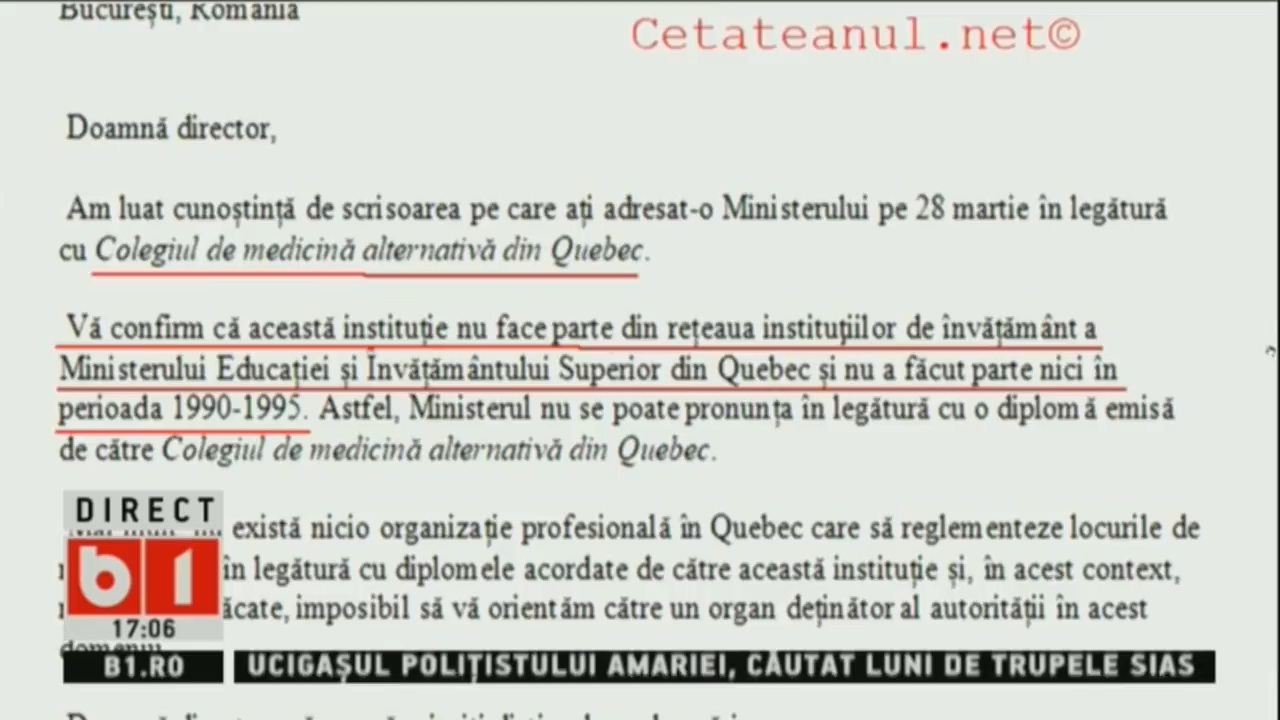 București, România
Cetateanul.net©
Doamnă director,
Am luat cunoștință de scrisoarea pe care ați adresat-o Ministerului pe 28 martie în legătură
cu Colegiul de medicină alternativă din Quebec.
Vă confirm că această instituție nu face parte din rețeaua instituțiilor de învățământ a
Ministerului Educației și Învățământului Superior din Quebec și nu a făcut parte nici în
perioada 1990-1995. Astfel, Ministerul nu se poate pronunța în legătură cu o diplomă emisă
de către Colegiul de medicină alternativă din Quebec.
DIRECT
există nicio organizație profesională în Quebec care să reglementeze locurile de
b1
în legătură cu diplomele acordate de către această instituție și, în acest context,
ăcate, imposibil să vă orientăm către un organ deținător al autorității în acest
17:06
domeniu
B1.RO
UCIGAȘUL POLIȚISTULUI AMARIEI, CĂUTAT LUNI DE TRUPELE SIAS